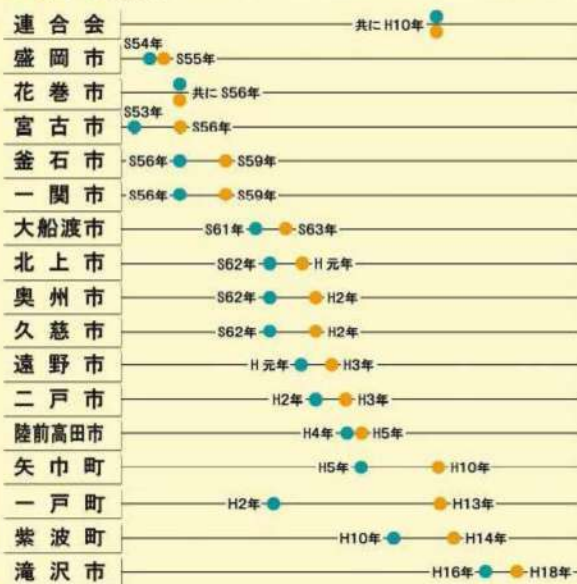 連合会 共に H10年
盛岡市 S54年 S55年
花巻市 共に S56年
宮古市 S53年 S56年
釜石市 S56年 S59年
一関市 S56年 S59年
大船渡市 S61年 S63年
北上市 S62年 H元年
奥州市 S62年 H2年
久慈市 S62年 H2年
遠野市 H元年 H3年
二戸市 H2年 H3年
陸前高田市 H4年 H5年
矢巾町 H5年 H10年
一戸町 H2年 H13年
紫波町 H10年 H14年
滝沢市 H16年 H18年